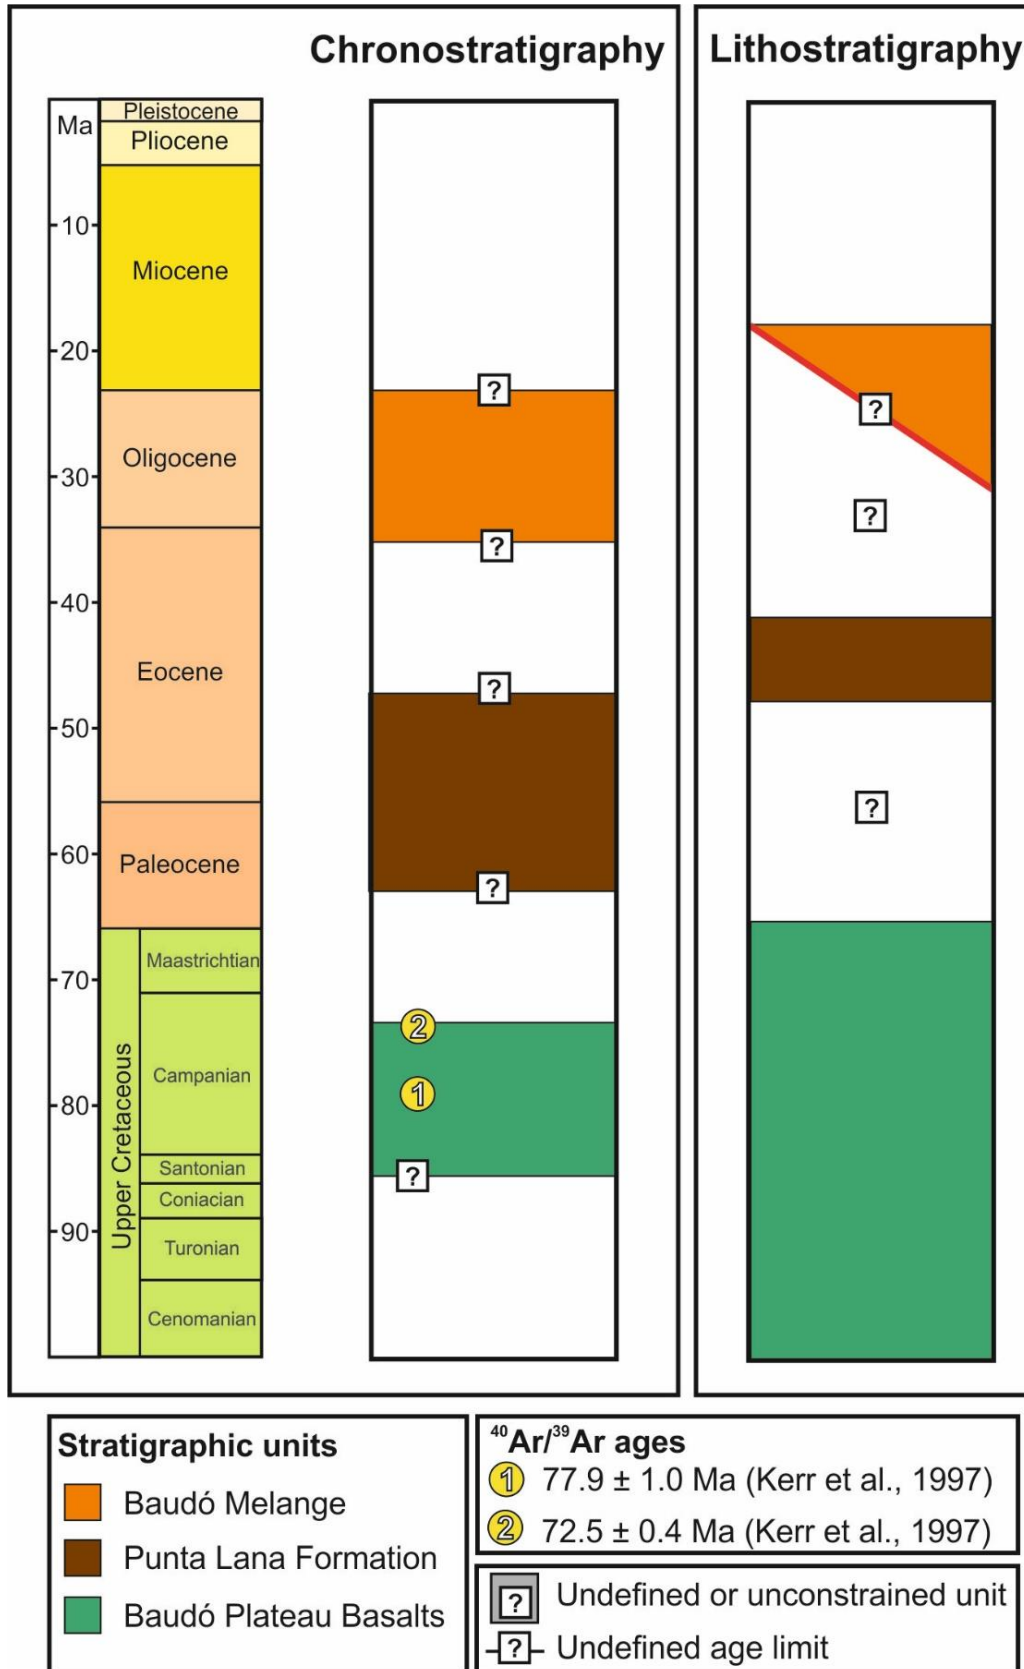 Chronostratigraphy
Lithostratigraphy
Ma
Pleistocene
Pliocene
10
Miocene
20
?
?
Oligocene
30
?
?
40
Eocene
?
50
?
60
Paleocene
?
Upper Cretaceous
Maastrichtian
70
2
Campanian
80
1
Santonian
?
Coniacian
90
Turonian
Cenomanian
Stratigraphic units
Baudó Melange
Punta Lana Formation
Baudó Plateau Basalts
⁴⁰Ar/³⁹Ar ages
1 77.9 ± 1.0 Ma (Kerr et al., 1997)
2 72.5 ± 0.4 Ma (Kerr et al., 1997)
? Undefined or unconstrained unit
? Undefined age limit